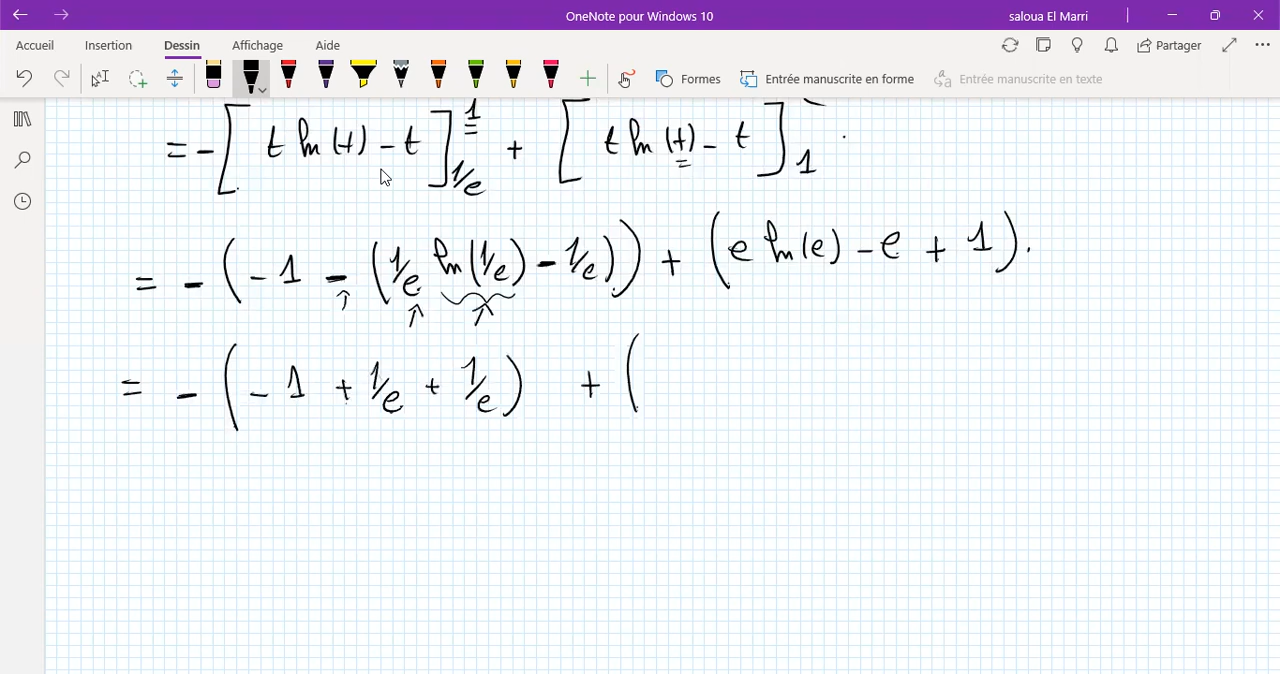 OneNote pour Windows 10
saloua El Marri
Accueil Insertion Dessin Affichage Aide
Partager
Formes Entrée manuscrite en forme Entrée manuscrite en texte
= - [ t ln(t) - t ]_{1/e}^{1} + [ t ln(t) - t ]_{1} .
= - ( - 1 - ( 1/e ln(1/e) - 1/e ) ) + ( e ln(e) - e + 1 ) .
= - ( - 1 + 1/e + 1/e ) + (